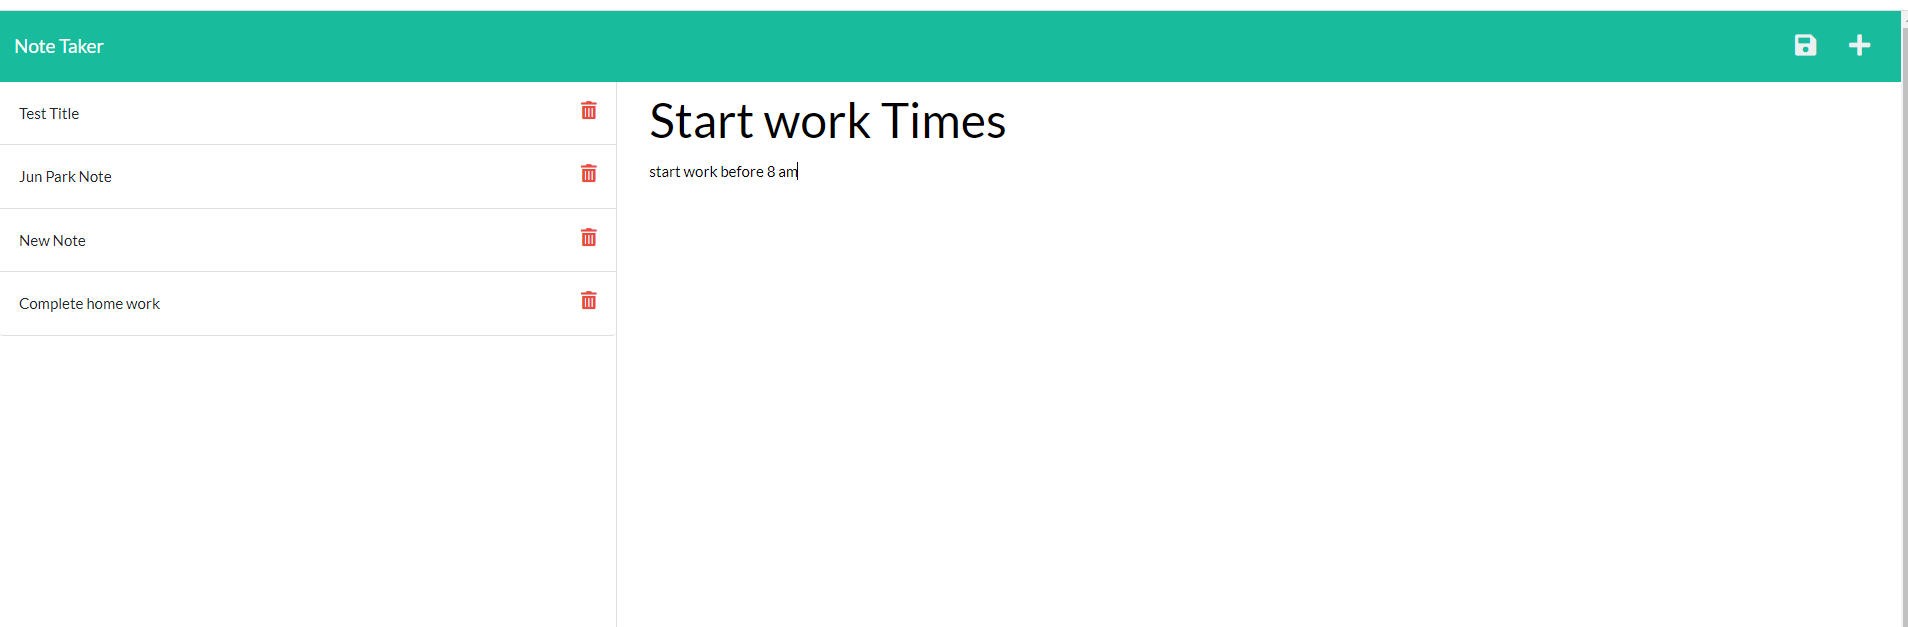 Note Taker
Test Title
Jun Park Note
New Note
Complete home work
Start work Times
start work before 8 am